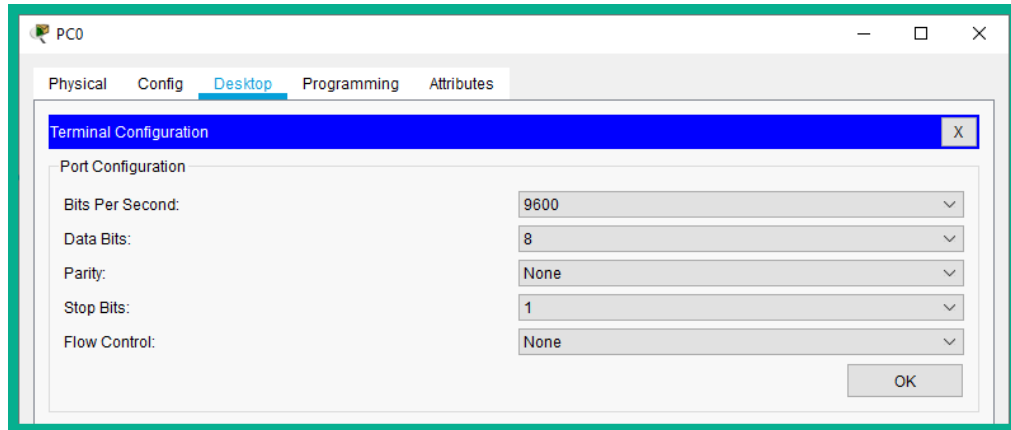 PC0
Physical Config Desktop Programming Attributes
Terminal Configuration X
Port Configuration
Bits Per Second: 9600
Data Bits: 8
Parity: None
Stop Bits: 1
Flow Control: None
OK